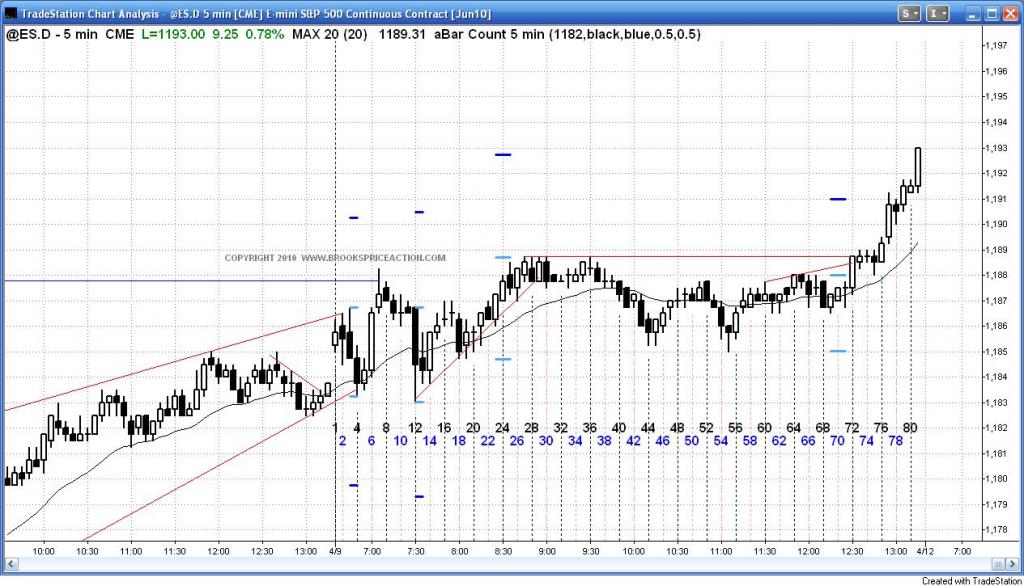 TradeStation Chart Analysis - @ES.D 5 min [CME] E-mini S&P 500 Continuous Contract [Jun10]
S I
@ES.D - 5 min CME L=1193.00 9.25 0.78% MAX 20 (20) 1189.31 aBar Count 5 min (1182,black,blue,0.5,0.5)
1,197
1,196
1,195
1,194
1,193
1,192
1,191
1,190
1,189
COPYRIGHT 2010 WWW.BROOKSPRICEACTION.COM
1,188
1,187
1,186
1,185
1,184
1,183
1,182
1 4 8 12 16 20 24 28 32 36 40 44 48 52 56 60 64 68 72 76 80
2 6 10 14 18 22 26 30 34 38 42 46 50 54 58 62 66 70 74 78
1,181
1,180
1,179
1,178
10:00 10:30 11:00 11:30 12:00 12:30 13:00 4/9 7:00 7:30 8:00 8:30 9:00 9:30 10:00 10:30 11:00 11:30 12:00 12:30 13:00 4/12 7:00
Created with TradeStation